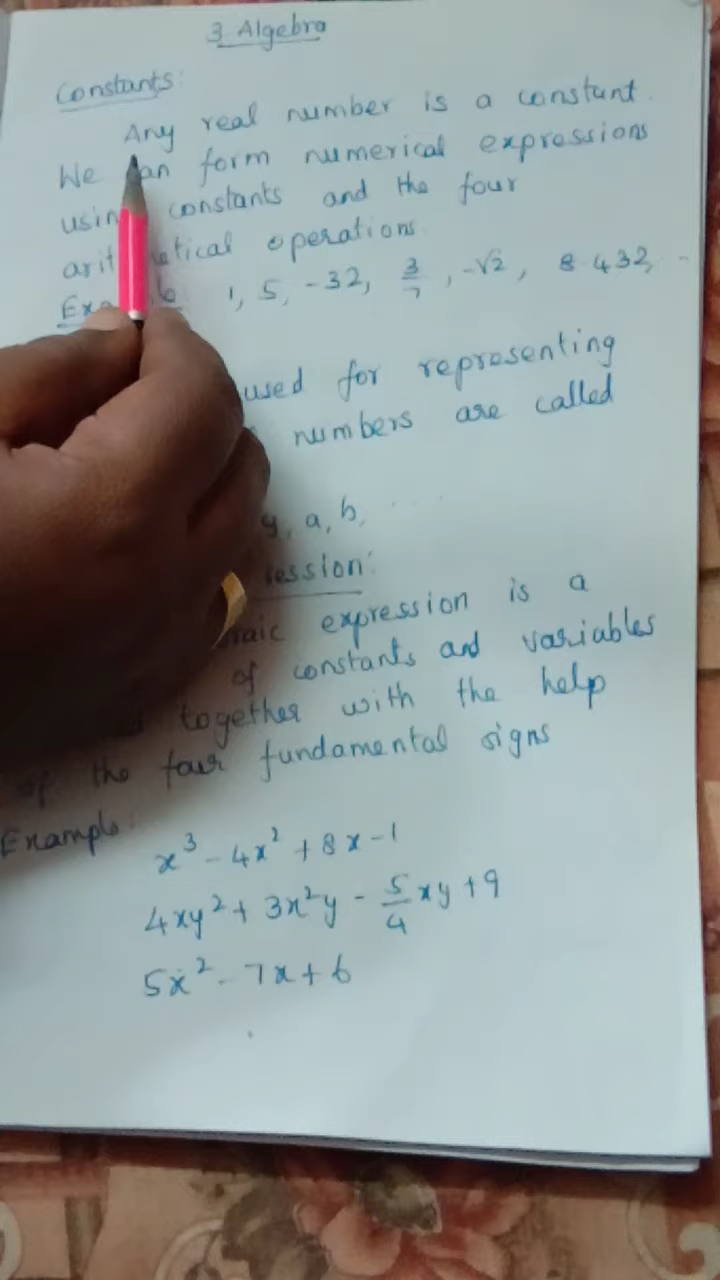 3 Algebra
Constants:
Any real number is a constant.
We can form numerical expressions
using constants and the four
arithmetical operations.
1, 5, -32, 3/7, -√2, 8.432, ..
used for representing
numbers are called
y, a, b, ....
expression is a
of constants and variables
together with the help
of the four fundamental signs
Example:
x³ - 4x² + 8x - 1
4xy² + 3x²y - 5/4 xy + 9
5x² - 7x + 6